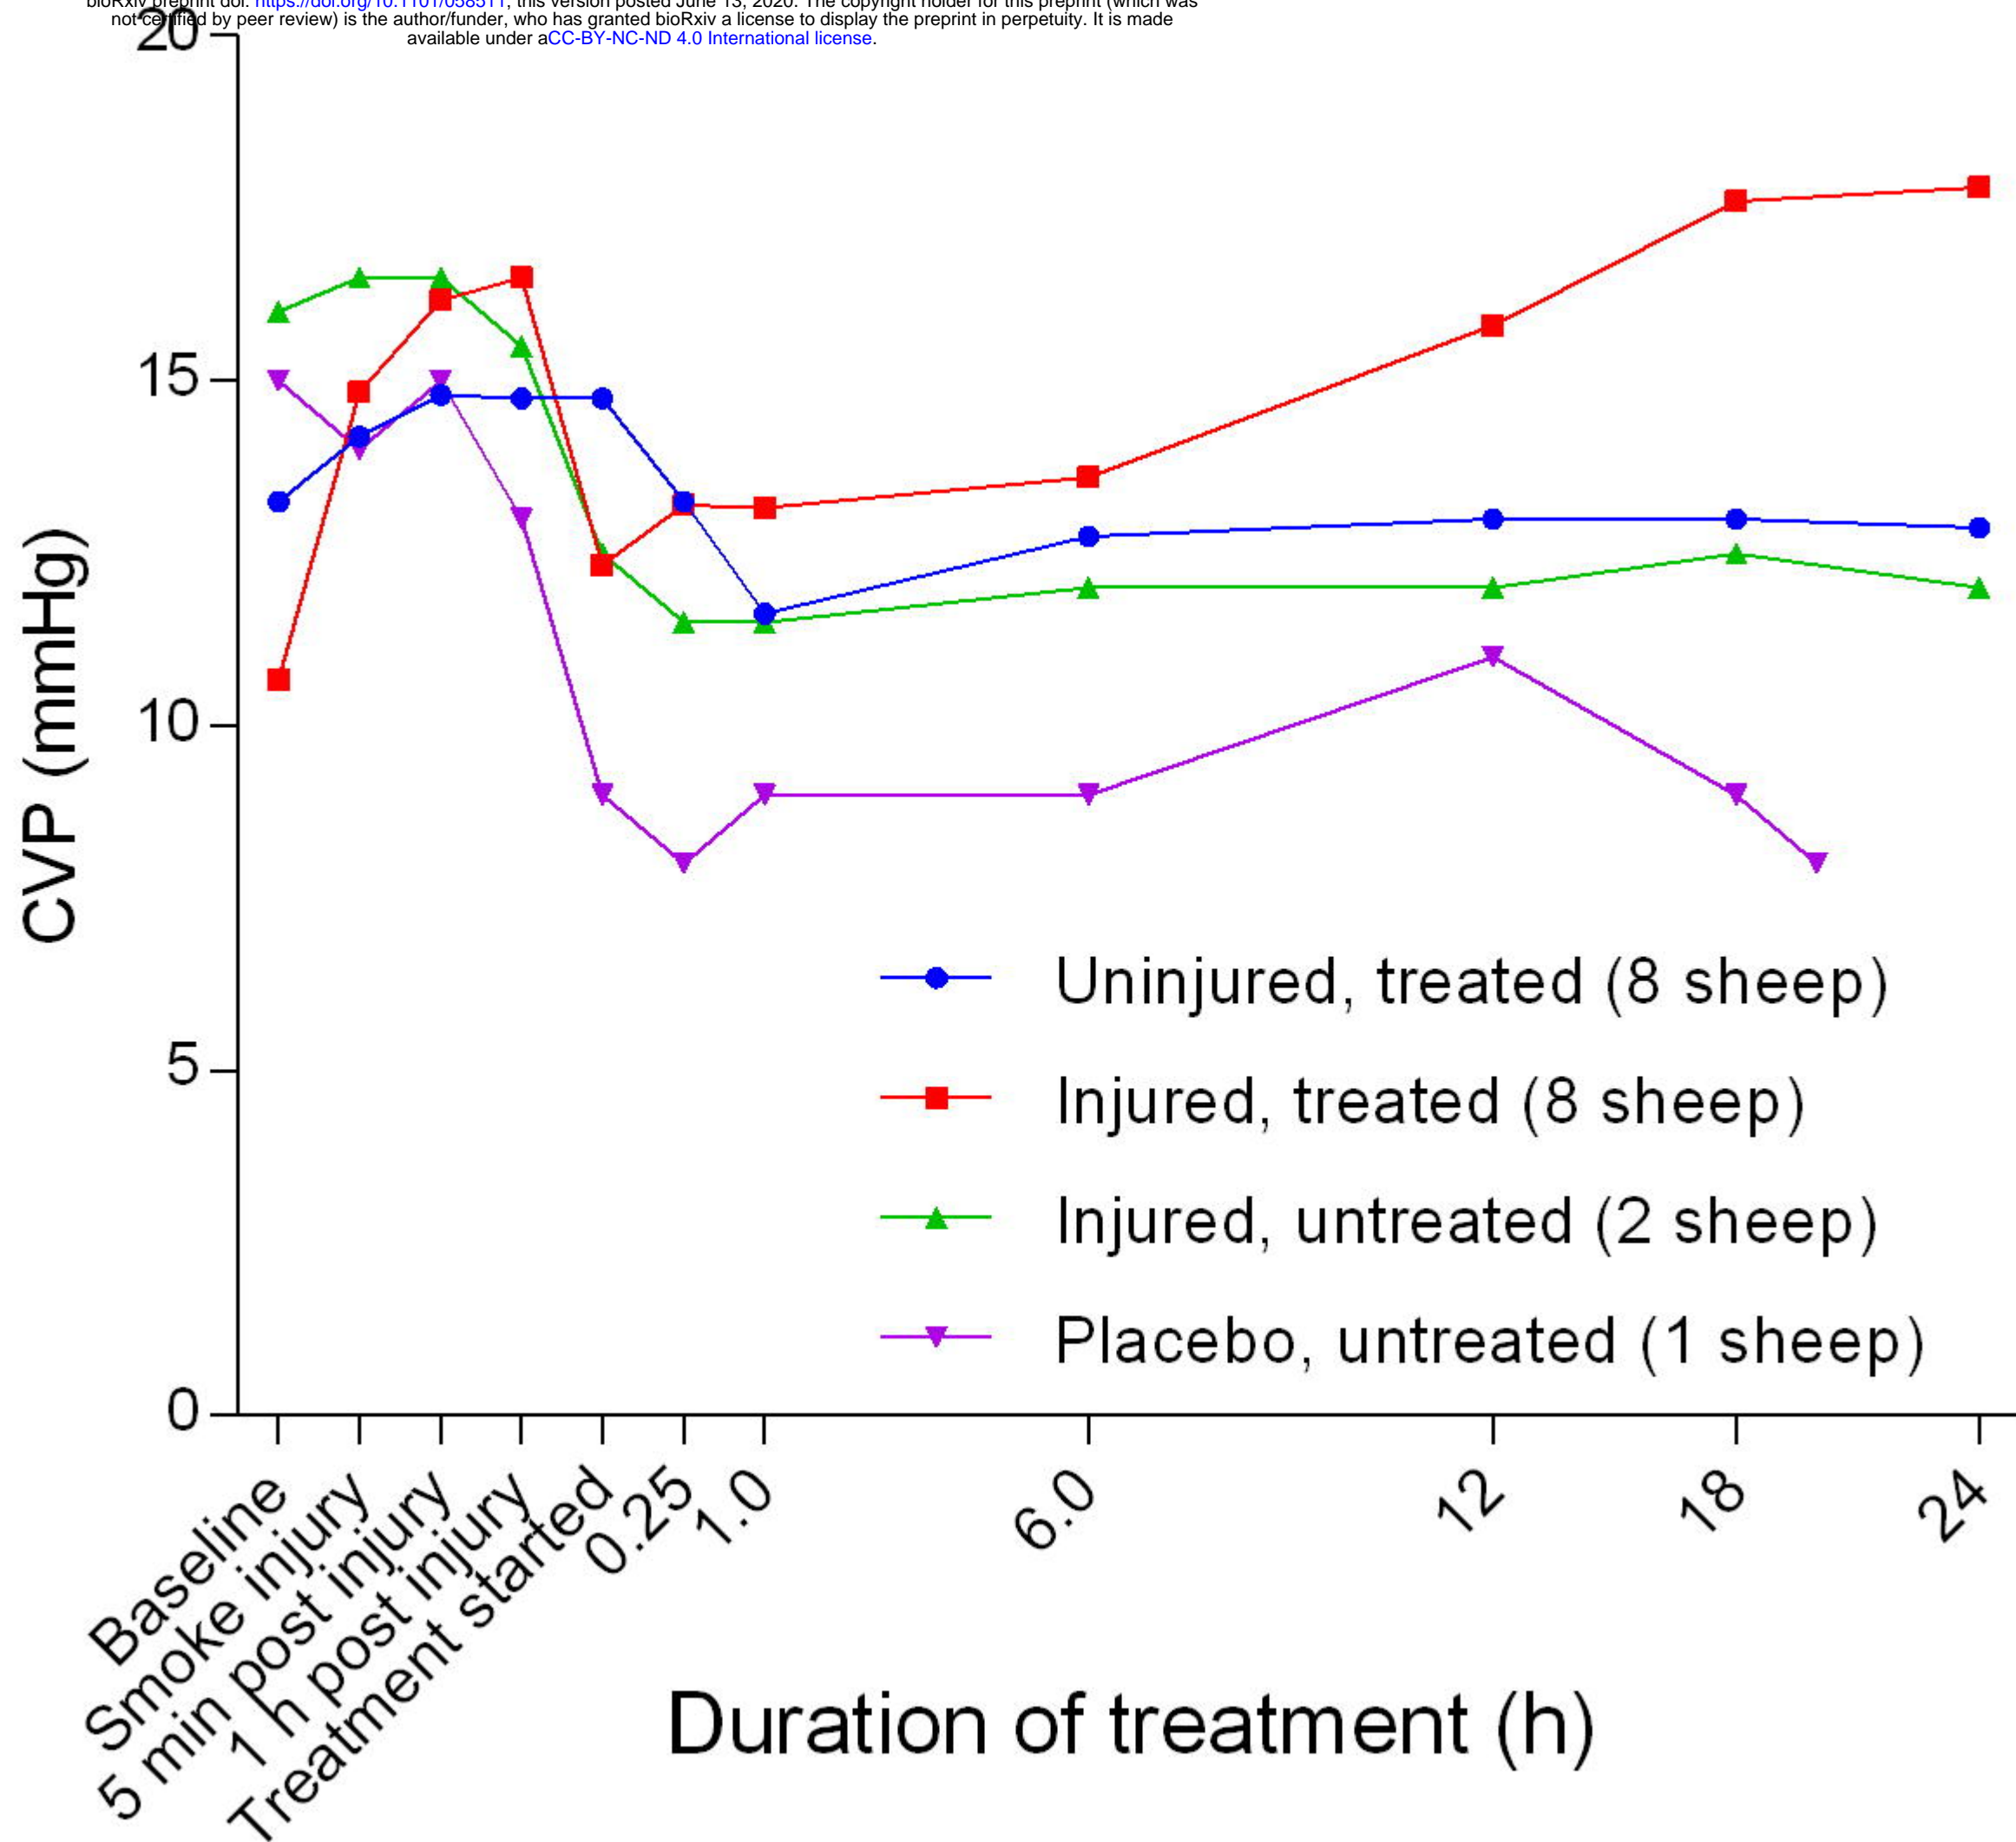 bioRxiv preprint doi: https://doi.org/10.1101/058511; this version posted June 13, 2020. The copyright holder for this preprint (which was
not certified by peer review) is the author/funder, who has granted bioRxiv a license to display the preprint in perpetuity. It is made
available under aCC-BY-NC-ND 4.0 International license.
20
15
10
5
0
CVP (mmHg)
Uninjured, treated (8 sheep)
Injured, treated (8 sheep)
Injured, untreated (2 sheep)
Placebo, untreated (1 sheep)
Baseline
Smoke injury
5 min post injury
1 h post injury
Treatment started
0.25
1.0
6.0
12
18
24
Duration of treatment (h)